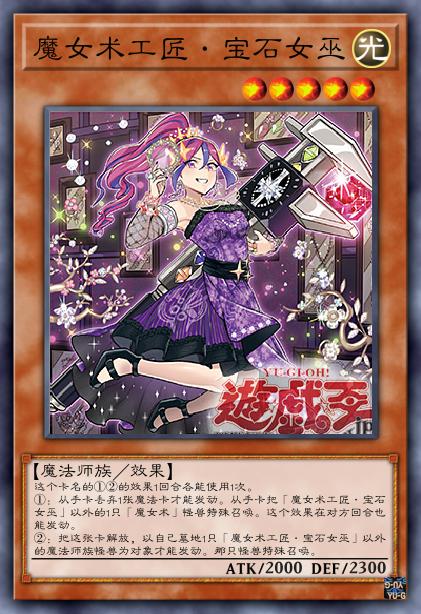 魔女术工匠·宝石女巫
光
YU-GI-OH!
遊戯王
.jp
【魔法师族／效果】
这个卡名的①②的效果1回合各能使用1次。
①：从手卡丢弃1张魔法卡才能发动。从手卡把「魔女术工匠·宝石
女巫」以外的1只「魔女术」怪兽特殊召唤。这个效果在对方回合也
能发动。
②：把这张卡解放，以自己墓地1只「魔女术工匠·宝石女巫」以外
的魔法师族怪兽为对象才能发动。那只怪兽特殊召唤。
ATK/2000 DEF/2300